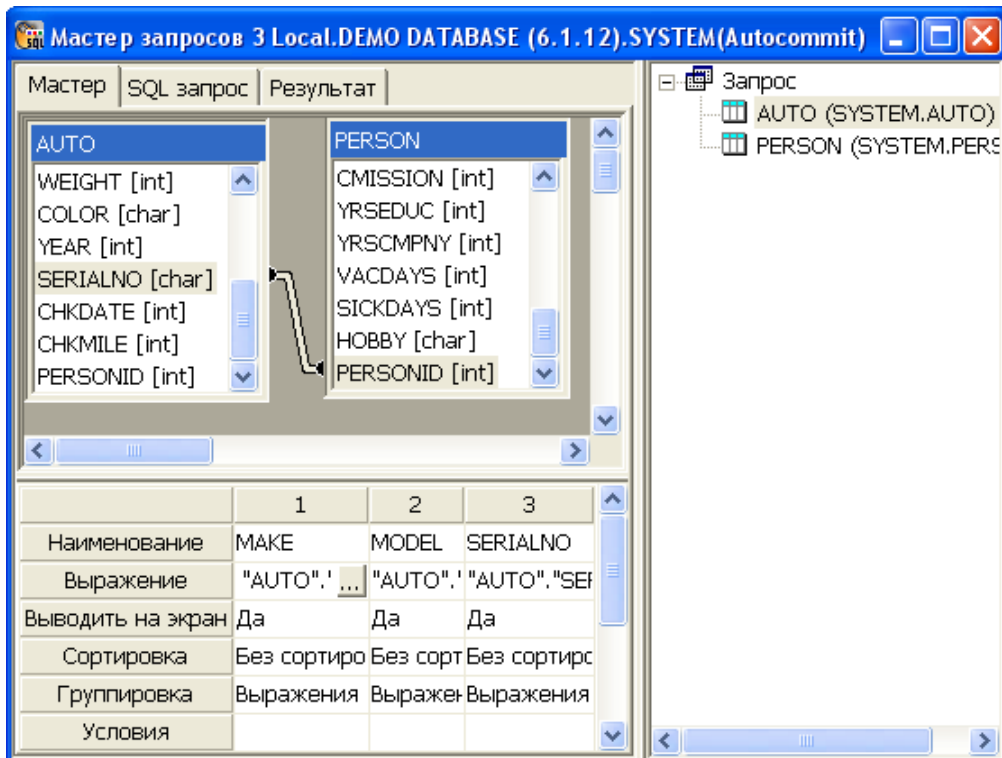 Мастер запросов 3 Local.DEMO DATABASE (6.1.12).SYSTEM(Autocommit)
Мастер SQL запрос Результат
AUTO
WEIGHT [int]
COLOR [char]
YEAR [int]
SERIALNO [char]
CHKDATE [int]
CHKMILE [int]
PERSONID [int]
PERSON
CMISSION [int]
YRSEDUC [int]
YRSCMPNY [int]
VACDAYS [int]
SICKDAYS [int]
HOBBY [char]
PERSONID [int]
Запрос
AUTO (SYSTEM.AUTO)
PERSON (SYSTEM.PERS
1 2 3
Наименование MAKE MODEL SERIALNO
Выражение "AUTO".' ... "AUTO".' "AUTO"."SER
Выводить на экран Да Да Да
Сортировка Без сортиро Без сорт Без сортирс
Группировка Выражения Выражен Выражения
Условия